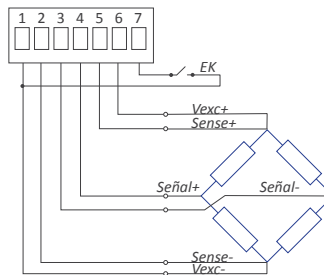 1 2 3 4 5 6 7
EK
Vexc+
Sense+
Señal+ Señal-
Sense-
Vexc-